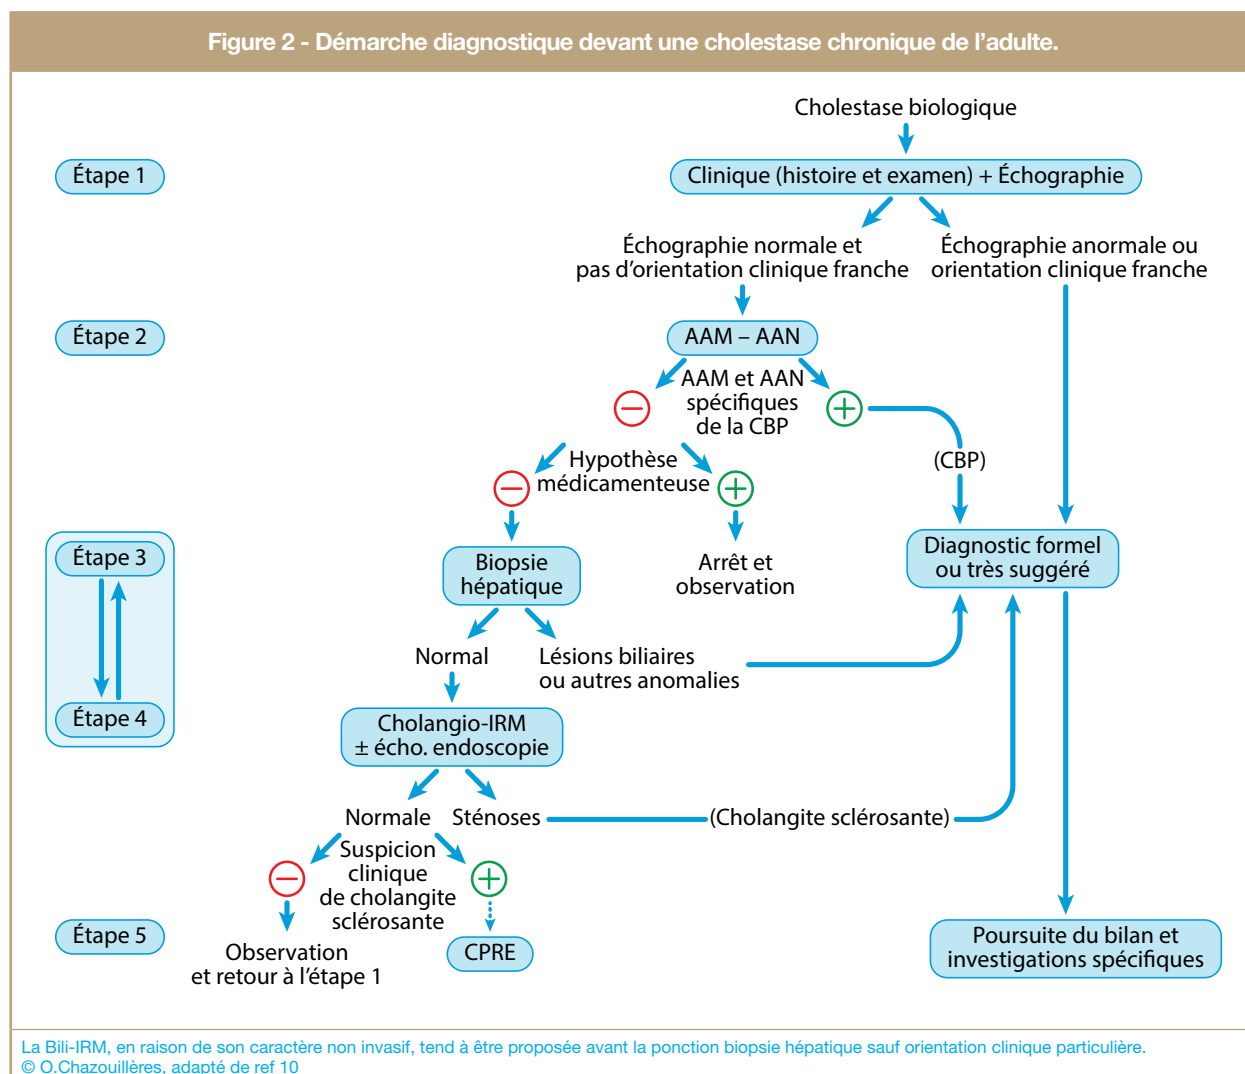 Figure 2 - Démarche diagnostique devant une cholestase chronique de l’adulte.
Cholestase biologique
Étape 1
Clinique (histoire et examen) + Échographie
Échographie normale et
pas d’orientation clinique franche
Échographie anormale ou
orientation clinique franche
Étape 2
AAM – AAN
AAM et AAN
spécifiques
de la CBP
(CBP)
Hypothèse
médicamenteuse
Étape 3
Biopsie
hépatique
Arrêt et
observation
Diagnostic formel
ou très suggéré
Normal
Lésions biliaires
ou autres anomalies
Étape 4
Cholangio-IRM
± écho. endoscopie
Normale
Sténoses
(Cholangite sclérosante)
Suspicion
clinique
de cholangite
sclérosante
Étape 5
Observation
et retour à l’étape 1
CPRE
Poursuite du bilan et
investigations spécifiques
La Bili-IRM, en raison de son caractère non invasif, tend à être proposée avant la ponction biopsie hépatique sauf orientation clinique particulière.
© O.Chazouillères, adapté de ref 10